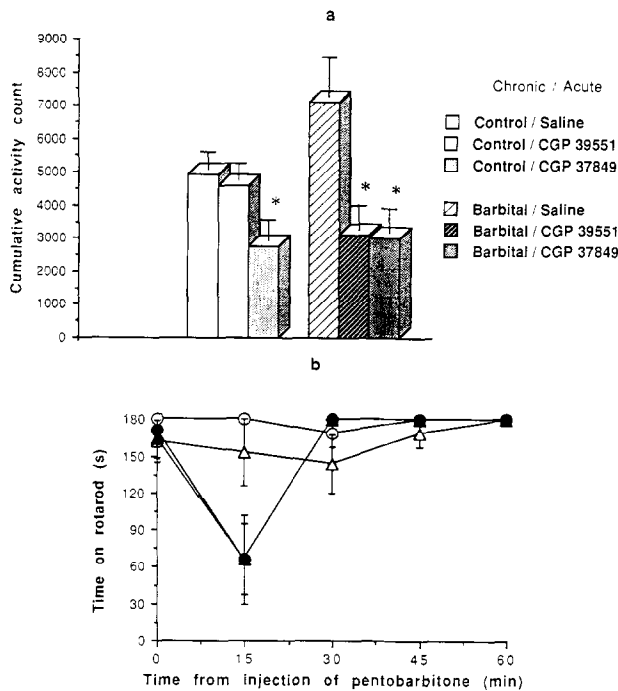 a
Cumulative activity count
9000
8000
7000
6000
5000
4000
3000
2000
1000
0
*
*
*
Chronic / Acute
Control / Saline
Control / CGP 39551
Control / CGP 37849
Barbital / Saline
Barbital / CGP 39551
Barbital / CGP 37849
b
Time on rotarod (s)
180
150
120
90
60
30
0
0
15
30
45
60
Time from injection of pentobarbitone (min)